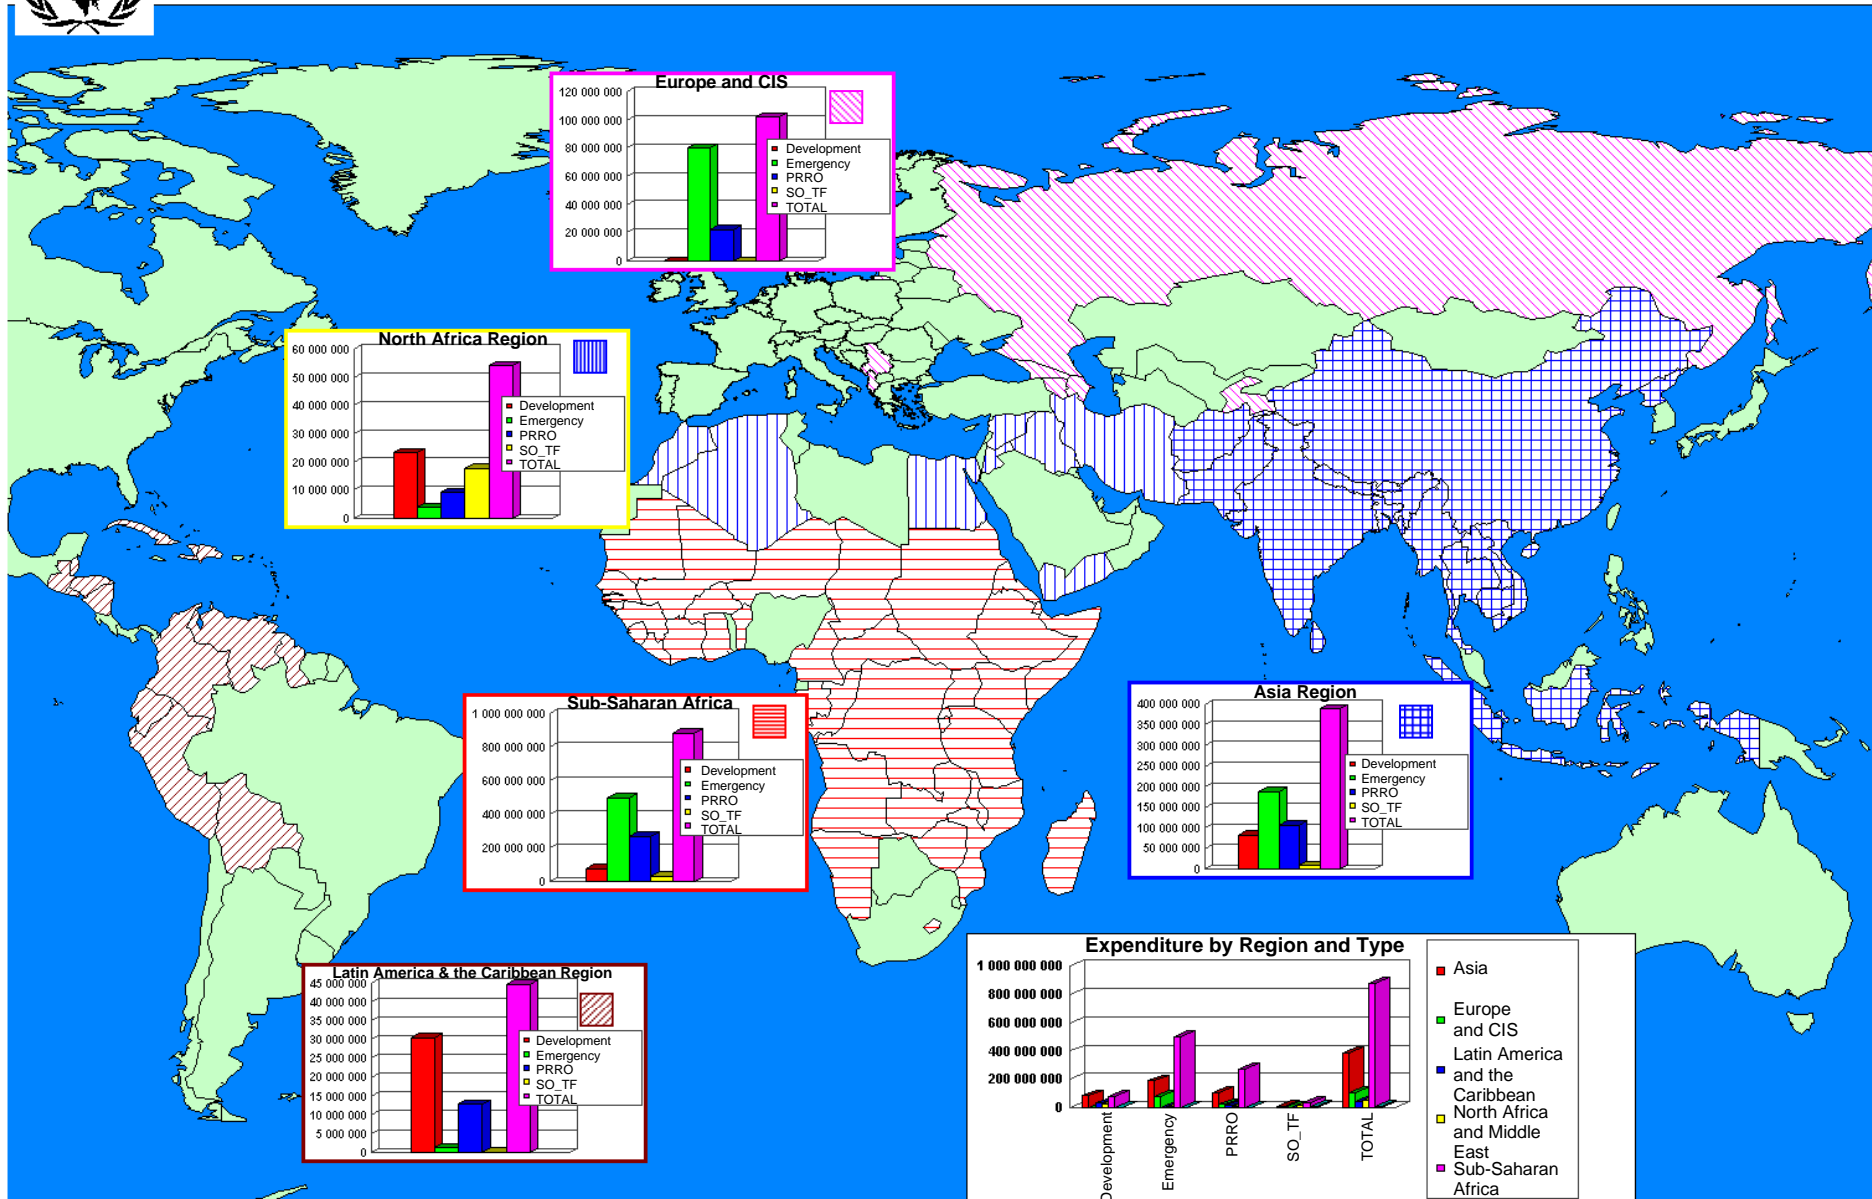 Europe and CIS
120 000 000
100 000 000
80 000 000
60 000 000
40 000 000
20 000 000
0
Development
Emergency
PRRO
SO_TF
TOTAL
North Africa Region
60 000 000
50 000 000
40 000 000
30 000 000
20 000 000
10 000 000
0
Development
Emergency
PRRO
SO_TF
TOTAL
Sub-Saharan Africa
1 000 000 000
800 000 000
600 000 000
400 000 000
200 000 000
0
Development
Emergency
PRRO
SO_TF
TOTAL
Asia Region
400 000 000
350 000 000
300 000 000
250 000 000
200 000 000
150 000 000
100 000 000
50 000 000
0
Development
Emergency
PRRO
SO_TF
TOTAL
Latin America & the Caribbean Region
45 000 000
40 000 000
35 000 000
30 000 000
25 000 000
20 000 000
15 000 000
10 000 000
5 000 000
0
Development
Emergency
PRRO
SO_TF
TOTAL
Expenditure by Region and Type
1 000 000 000
800 000 000
600 000 000
400 000 000
200 000 000
0
Development
Emergency
PRRO
SO_TF
TOTAL
Asia
Europe
and CIS
Latin America
and the
Caribbean
North Africa
and Middle
East
Sub-Saharan
Africa